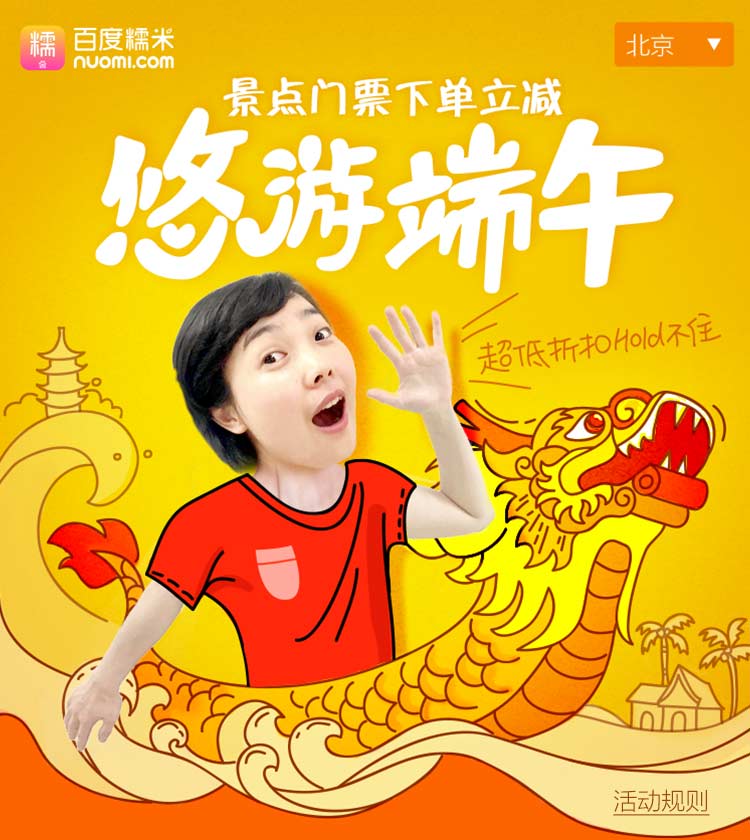 糯
会
百度糯米
nuomi.com
北京
景点门票下单立减
悠游端午
超低折扣Hold不住
活动规则